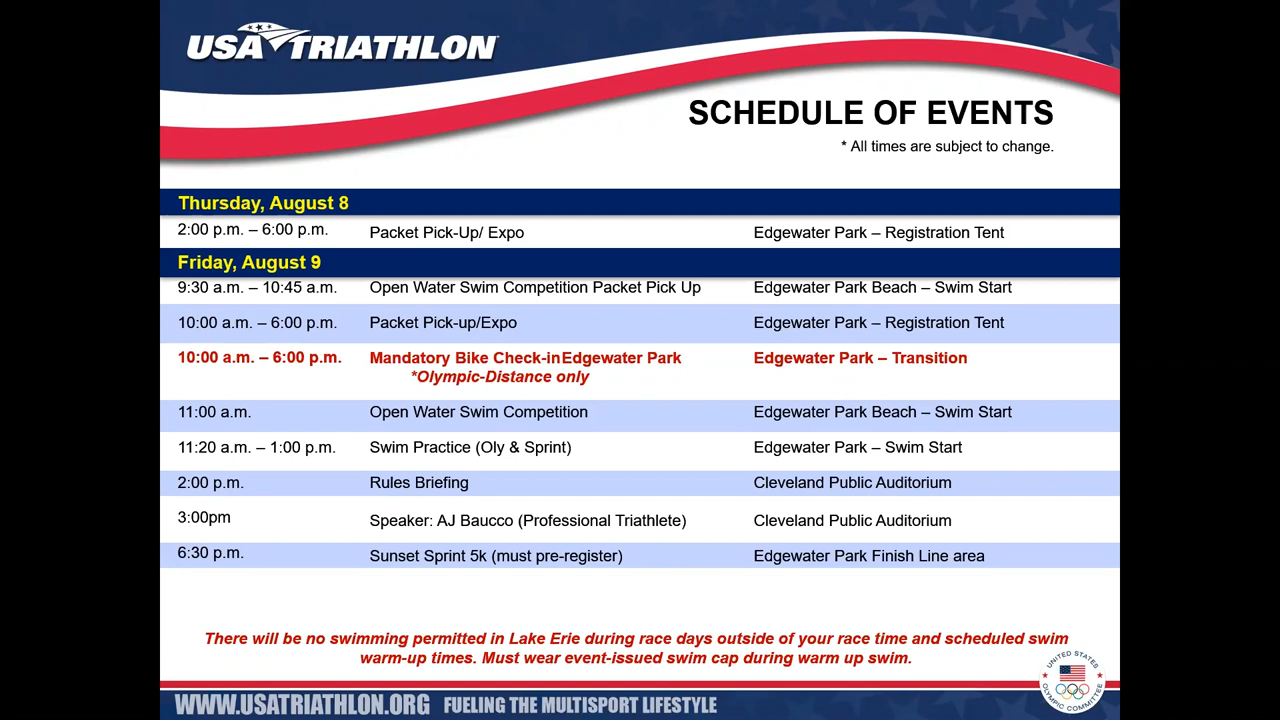 USA TRIATHLON
SCHEDULE OF EVENTS
* All times are subject to change.
Thursday, August 8
2:00 p.m. – 6:00 p.m. Packet Pick-Up/ Expo Edgewater Park – Registration Tent
Friday, August 9
9:30 a.m. – 10:45 a.m. Open Water Swim Competition Packet Pick Up Edgewater Park Beach – Swim Start
10:00 a.m. – 6:00 p.m. Packet Pick-up/Expo Edgewater Park – Registration Tent
10:00 a.m. – 6:00 p.m. Mandatory Bike Check-inEdgewater Park Edgewater Park – Transition
*Olympic-Distance only
11:00 a.m. Open Water Swim Competition Edgewater Park Beach – Swim Start
11:20 a.m. – 1:00 p.m. Swim Practice (Oly & Sprint) Edgewater Park – Swim Start
2:00 p.m. Rules Briefing Cleveland Public Auditorium
3:00pm Speaker: AJ Baucco (Professional Triathlete) Cleveland Public Auditorium
6:30 p.m. Sunset Sprint 5k (must pre-register) Edgewater Park Finish Line area
There will be no swimming permitted in Lake Erie during race days outside of your race time and scheduled swim
warm-up times. Must wear event-issued swim cap during warm up swim.
UNITED STATES
OLYMPIC COMMITTEE
WWW.USATRIATHLON.ORG FUELING THE MULTISPORT LIFESTYLE